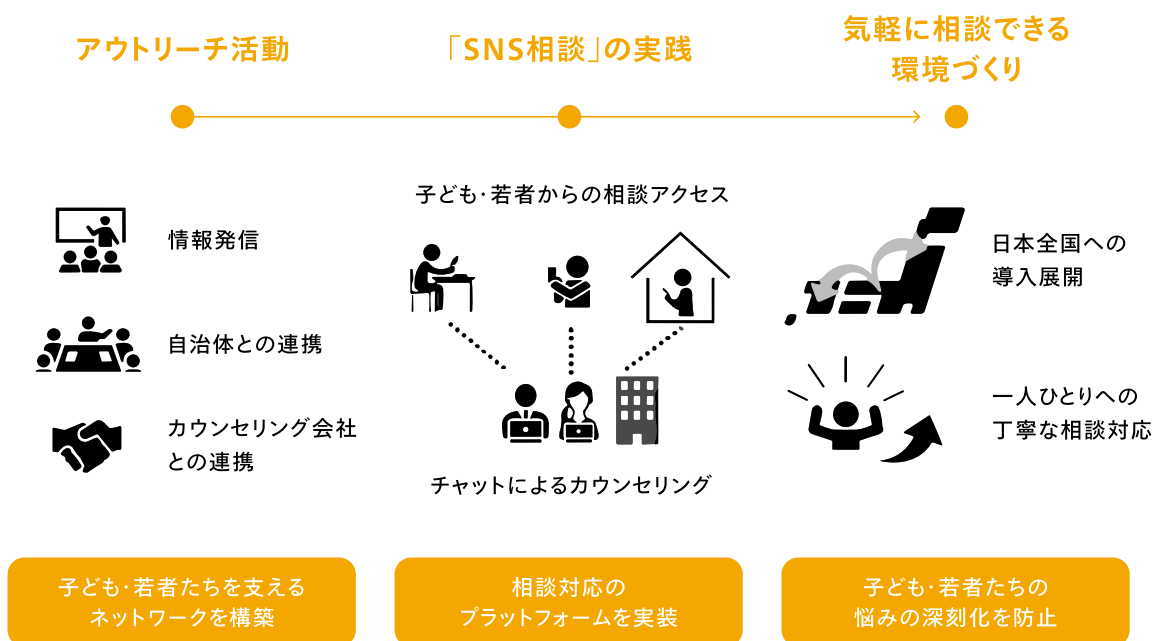 アウトリーチ活動
「SNS相談」の実践
気軽に相談できる
環境づくり
情報発信
自治体との連携
カウンセリング会社
との連携
子ども・若者からの相談アクセス
チャットによるカウンセリング
日本全国への
導入展開
一人ひとりへの
丁寧な相談対応
子ども・若者たちを支える
ネットワークを構築
相談対応の
プラットフォームを実装
子ども・若者たちの
悩みの深刻化を防止